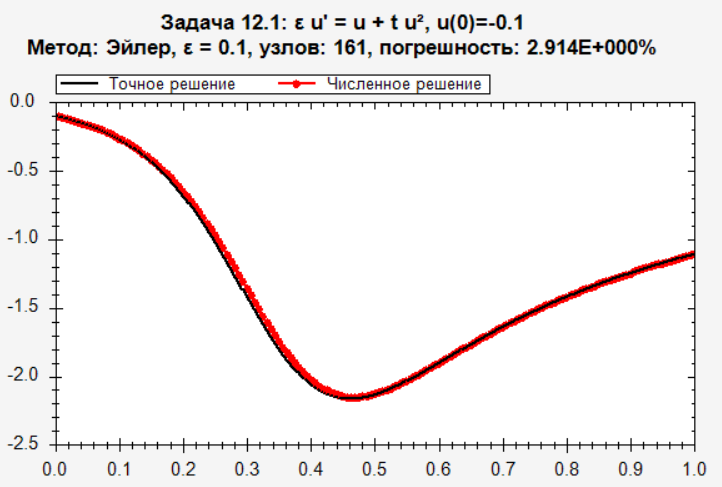 Задача 12.1: ε u' = u + t u², u(0)=-0.1
Метод: Эйлер, ε = 0.1, узлов: 161, погрешность: 2.914E+000%
Точное решение Численное решение
0.0
-0.5
-1.0
-1.5
-2.0
-2.5
0.0 0.1 0.2 0.3 0.4 0.5 0.6 0.7 0.8 0.9 1.0